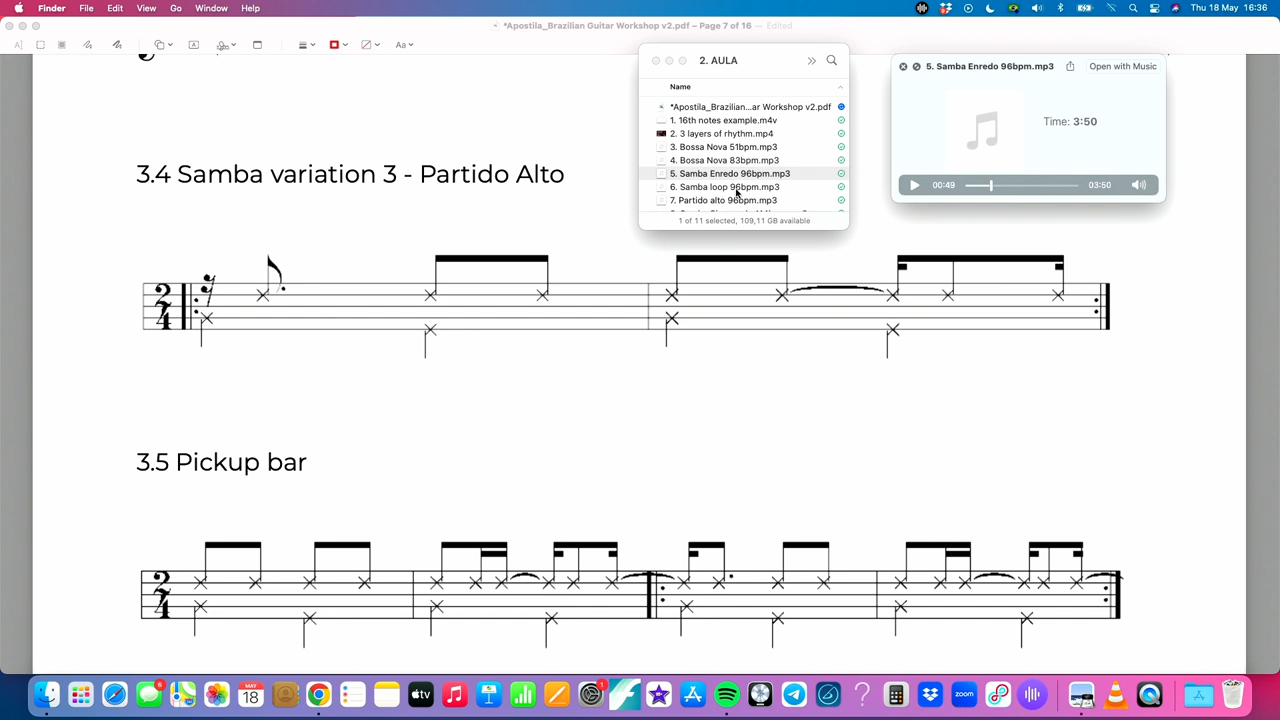 Finder File Edit View Go Window Help Thu 18 May 16:36
*Apostila_Brazilian Guitar Workshop v2.pdf – Page 7 of 16 — Edited
Aa
2. AULA
Name
*Apostila_Brazilian...ar Workshop v2.pdf
1. 16th notes example.m4v
2. 3 layers of rhythm.mp4
3. Bossa Nova 51bpm.mp3
4. Bossa Nova 83bpm.mp3
5. Samba Enredo 96bpm.mp3
6. Samba loop 96bpm.mp3
7. Partido alto 96bpm.mp3
1 of 11 selected, 109,11 GB available
5. Samba Enredo 96bpm.mp3 Open with Music
Time: 3:50
00:49 03:50
3.4 Samba variation 3 - Partido Alto
2
4
3.5 Pickup bar
2
4
6 MAY
18 tv zoom 1